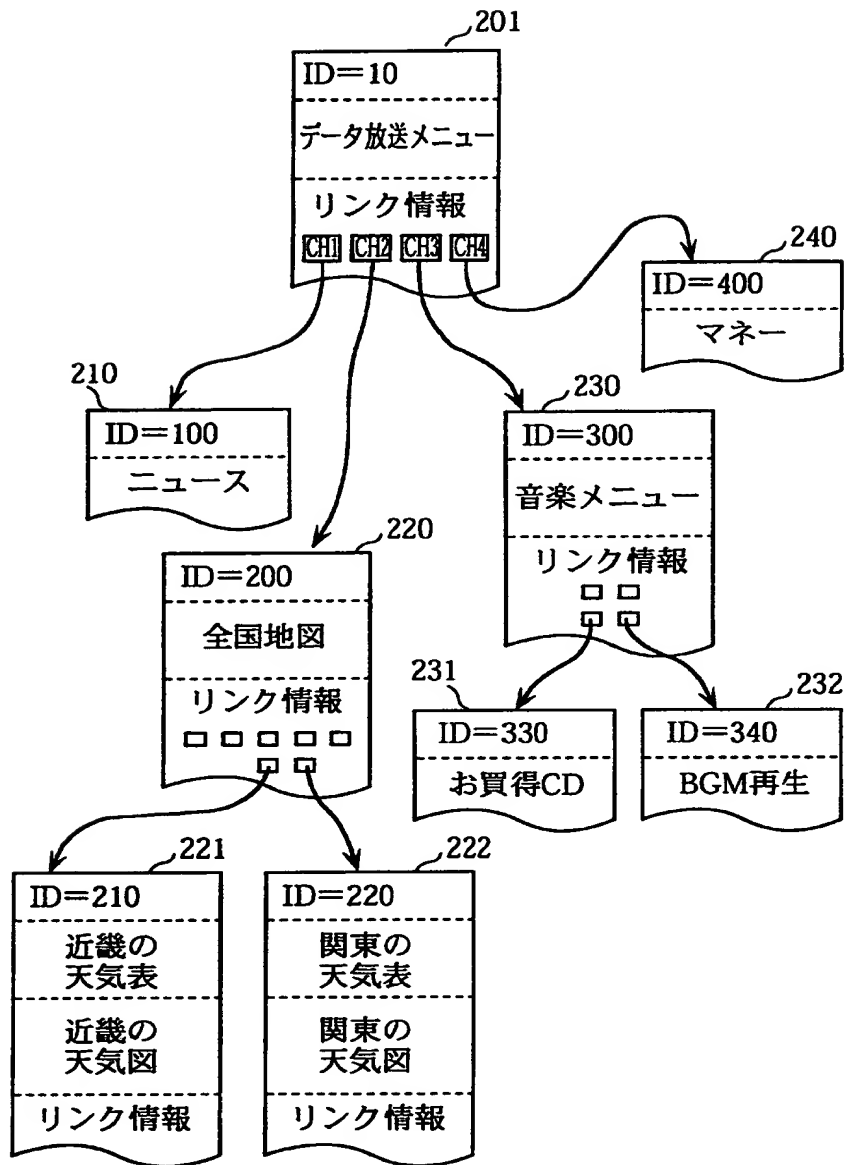 201
ID=10
データ放送メニュー
リンク情報
CH1 CH2 CH3 CH4
240
ID=400
マネー
210
ID=100
ニュース
230
ID=300
音楽メニュー
リンク情報
220
ID=200
全国地図
リンク情報
231
ID=330
お買得CD
232
ID=340
BGM再生
221
ID=210
近畿の
天気表
近畿の
天気図
リンク情報
222
ID=220
関東の
天気表
関東の
天気図
リンク情報